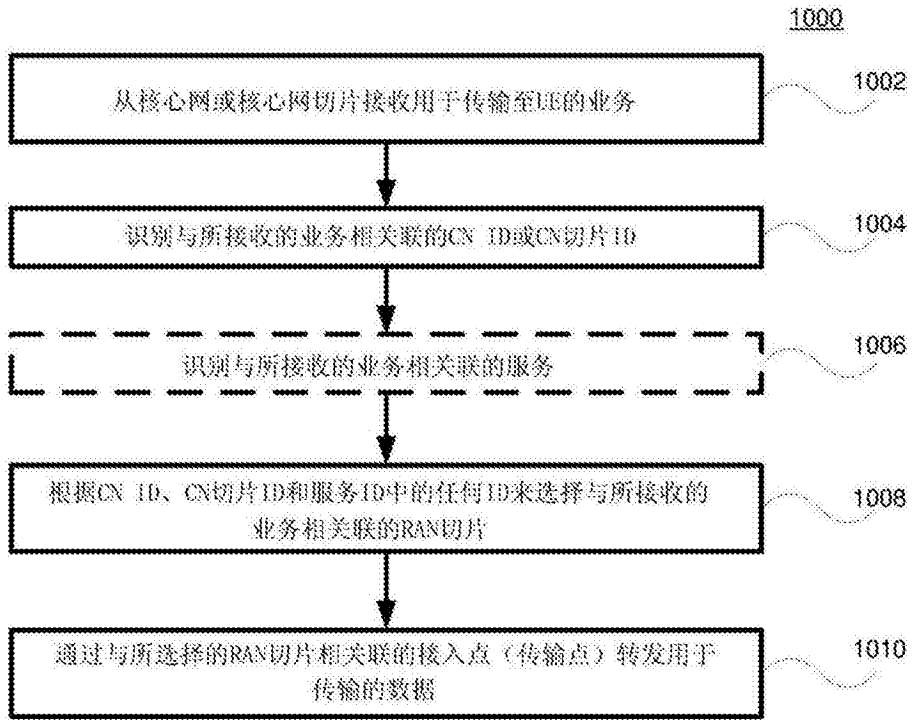 1000
从核心网或核心网切片接收用于传输至UE的业务
1002
识别与所接收的业务相关联的CN ID或CN切片ID
1004
识别与所接收的业务相关联的服务
1006
根据CN ID、CN切片ID和服务ID中的任何ID来选择与所接收的
业务相关联的RAN切片
1008
通过与所选择的RAN切片相关联的接入点（传输点）转发用于
传输的数据
1010